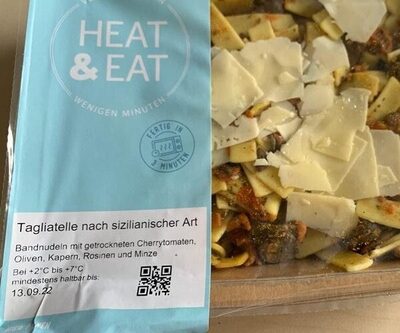 HEAT
& EAT
WENIGEN MINUTEN
FERTIG IN
3 MINUTEN
Tagliatelle nach sizilianischer Art
Bandnudeln mit getrockneten Cherrytomaten,
Oliven, Kapern, Rosinen und Minze
Bei +2°C bis +7°C
mindestens haltbar bis:
13.09.22